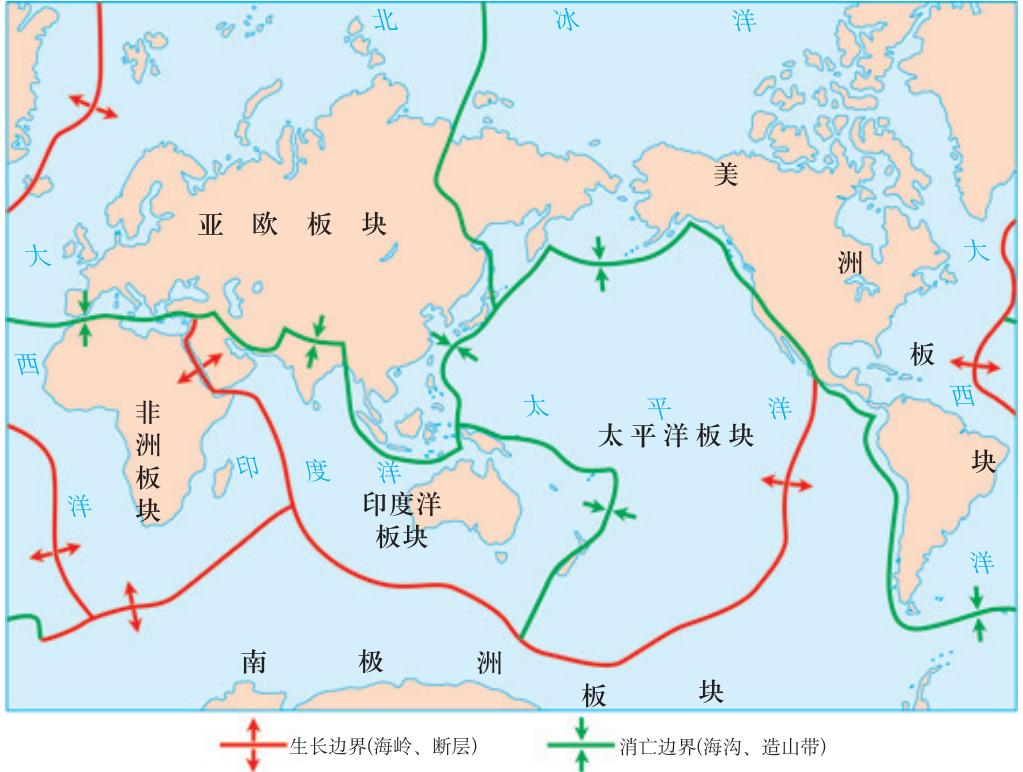 北冰洋
美洲板块
亚欧板块
大西洋
大西洋
非洲板块
印度洋
太平洋
太平洋板块
印度洋
板块
南极洲板块
生长边界(海岭、断层)
消亡边界(海沟、造山带)